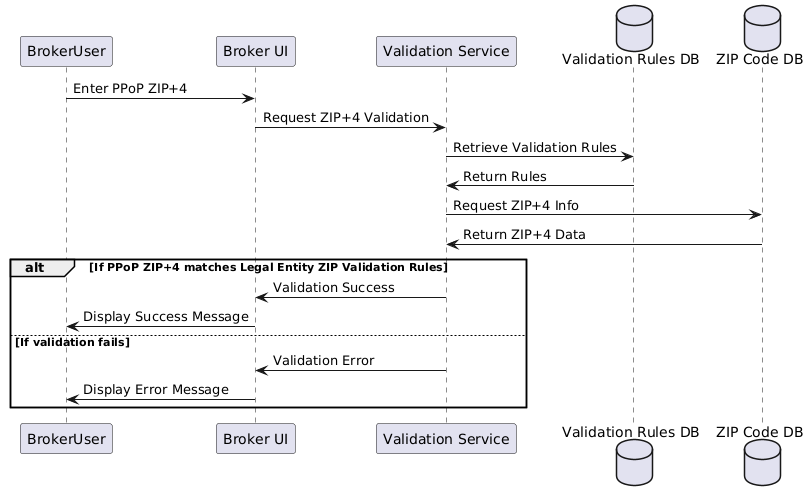 BrokerUser
Broker UI
Validation Service
Validation Rules DB
ZIP Code DB
Enter PPoP ZIP+4
Request ZIP+4 Validation
Retrieve Validation Rules
Return Rules
Request ZIP+4 Info
Return ZIP+4 Data
alt
[If PPoP ZIP+4 matches Legal Entity ZIP Validation Rules]
Validation Success
Display Success Message
[If validation fails]
Validation Error
Display Error Message
BrokerUser
Broker UI
Validation Service
Validation Rules DB
ZIP Code DB